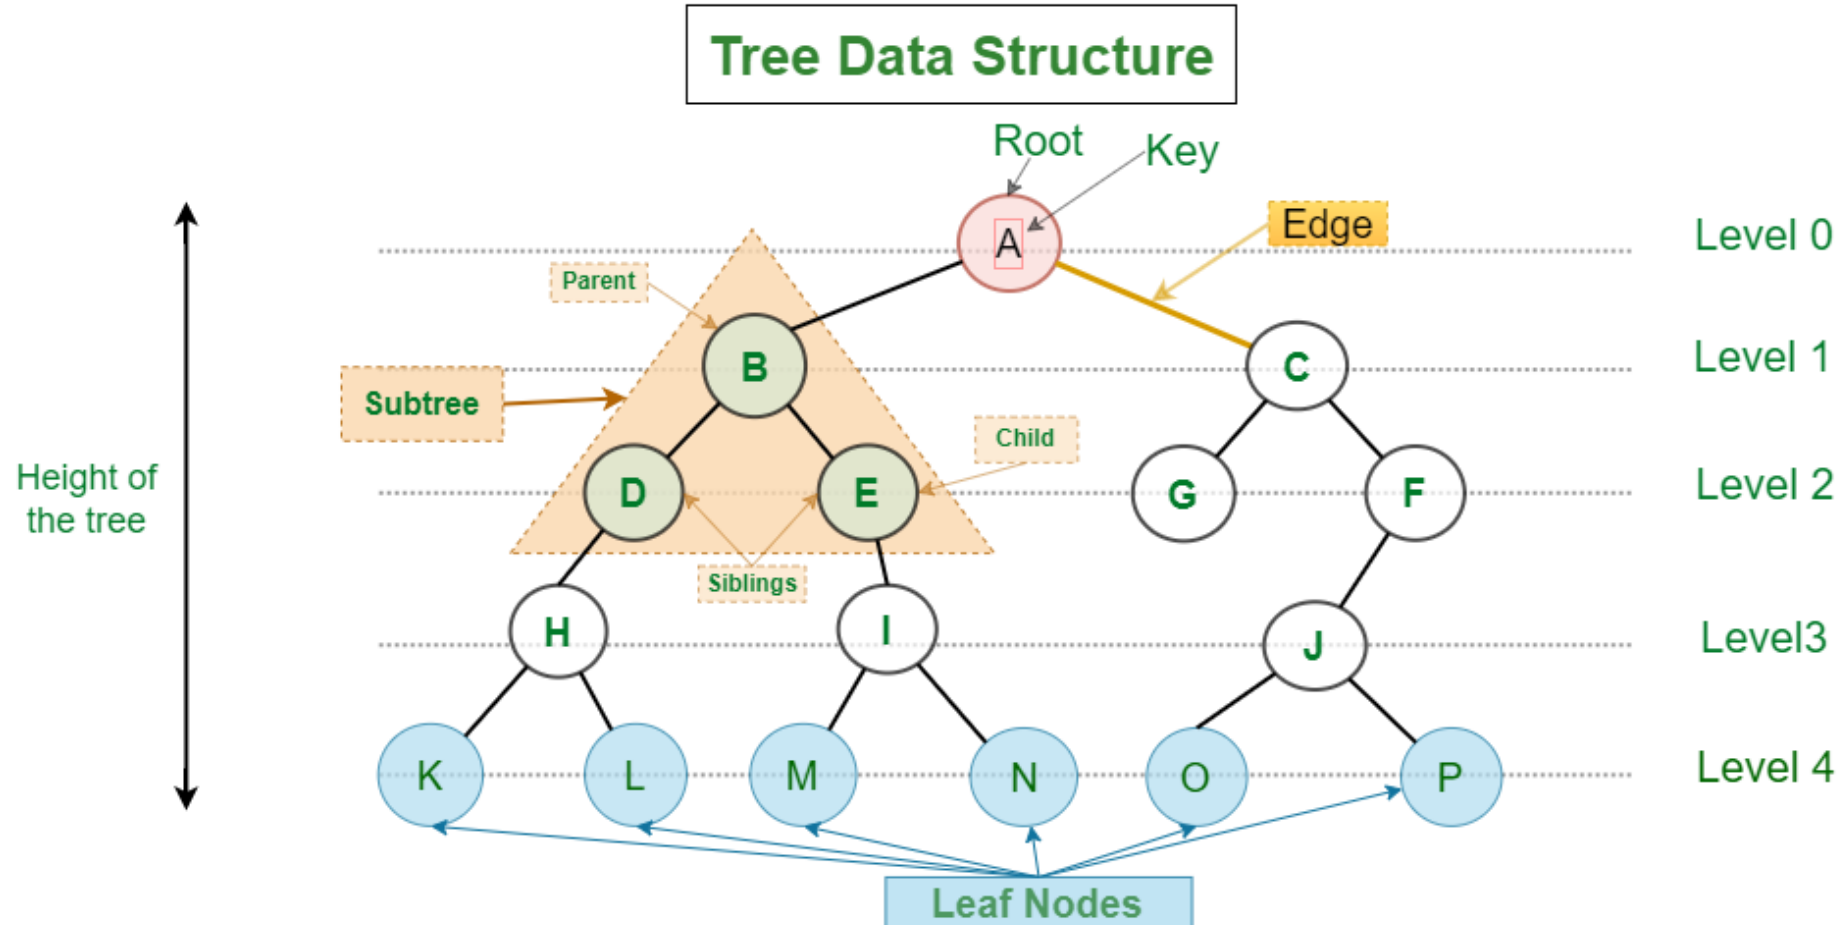 Tree Data Structure
Root
Key
A
Edge
Level 0
Parent
B
C
Level 1
Subtree
Child
Height of
the tree
D
E
G
F
Level 2
Siblings
H
I
J
Level3
K
L
M
N
O
P
Level 4
Leaf Nodes